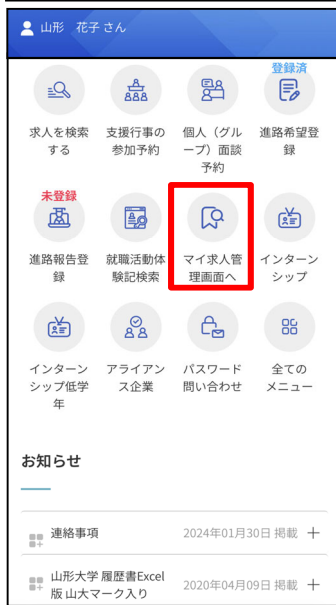 山形 花子 さん
登録済
求人を検索 支援行事の 個人（グル 進路希望登
する 参加予約 ープ）面談 録
予約
未登録
進路報告登 就職活動体 マイ求人管 インターン
録 験記検索 理画面へ シップ
インターン アライアン パスワード 全ての
シップ低学 ス企業 問い合わせ メニュー
年
お知らせ
連絡事項 2024年01月30日 掲載
山形大学 履歴書Excel
版 山大マーク入り 2020年04月09日 掲載